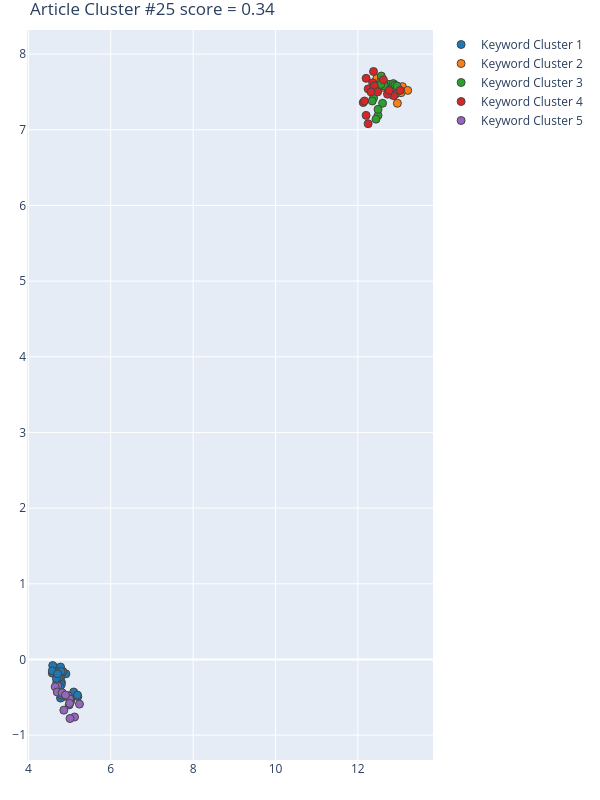 Article Cluster #25 score = 0.34
Keyword Cluster 1
Keyword Cluster 2
Keyword Cluster 3
Keyword Cluster 4
Keyword Cluster 5
8
7
6
5
4
3
2
1
0
−1
4 6 8 10 12